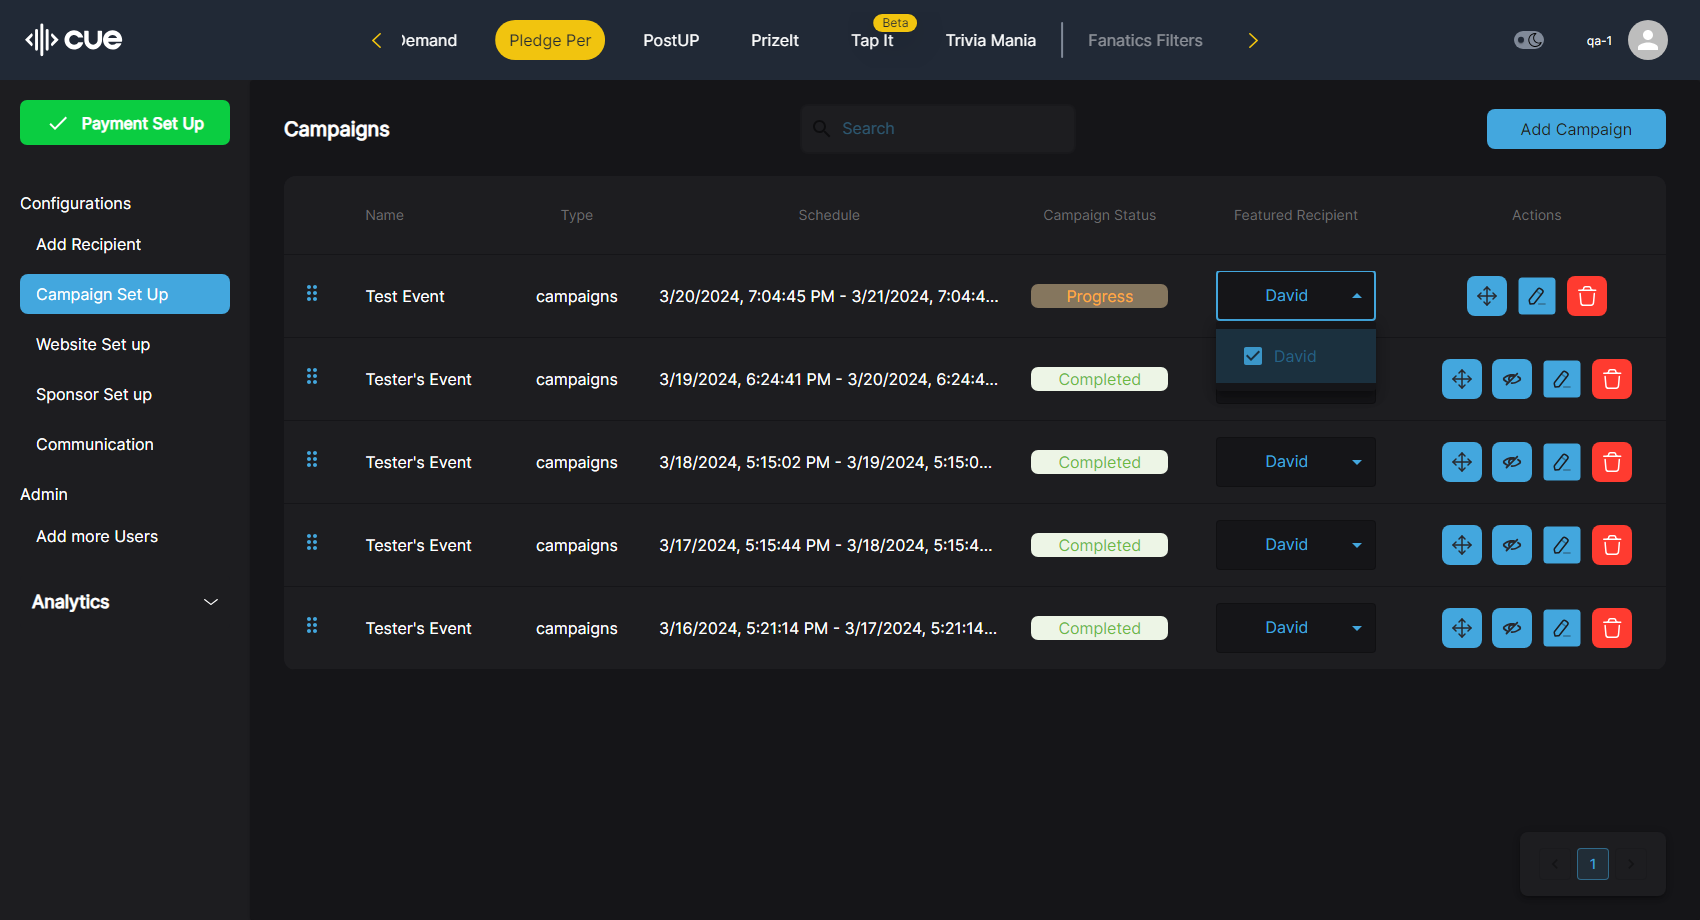 cue
Demand
Pledge Per
PostUP
PrizeIt
Tap It
Beta
Trivia Mania
Fanatics Filters
qa-1
Payment Set Up
Configurations
Add Recipient
Campaign Set Up
Website Set up
Sponsor Set up
Communication
Admin
Add more Users
Analytics
Campaigns
Search
Add Campaign
Name Type Schedule Campaign Status Featured Recipient Actions
Test Event campaigns 3/20/2024, 7:04:45 PM - 3/21/2024, 7:04:4... Progress David
David
Tester's Event campaigns 3/19/2024, 6:24:41 PM - 3/20/2024, 6:24:4... Completed
Tester's Event campaigns 3/18/2024, 5:15:02 PM - 3/19/2024, 5:15:0... Completed David
Tester's Event campaigns 3/17/2024, 5:15:44 PM - 3/18/2024, 5:15:4... Completed David
Tester's Event campaigns 3/16/2024, 5:21:14 PM - 3/17/2024, 5:21:14... Completed David
1